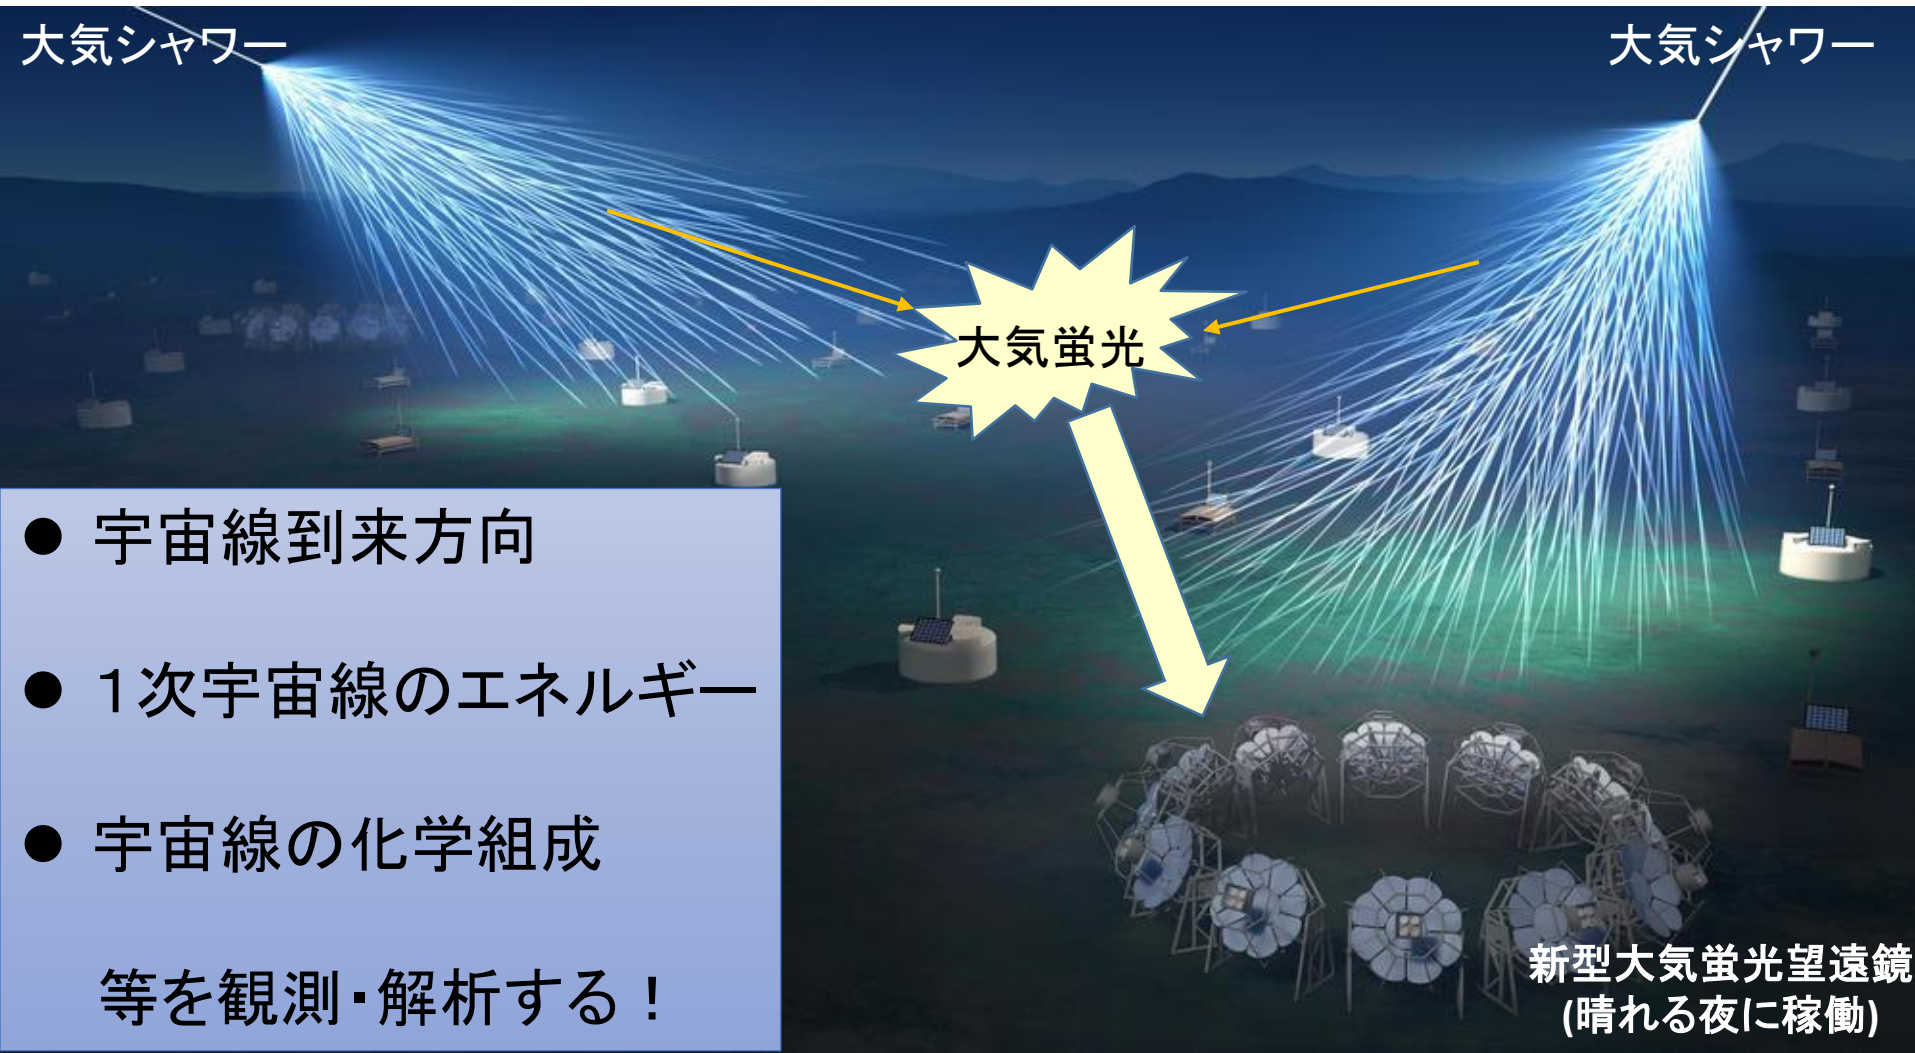 大気シャワー
大気シャワー
大気蛍光
● 宇宙線到来方向
● １次宇宙線のエネルギー
● 宇宙線の化学組成
等を観測・解析する！
新型大気蛍光望遠鏡
(晴れる夜に稼働)